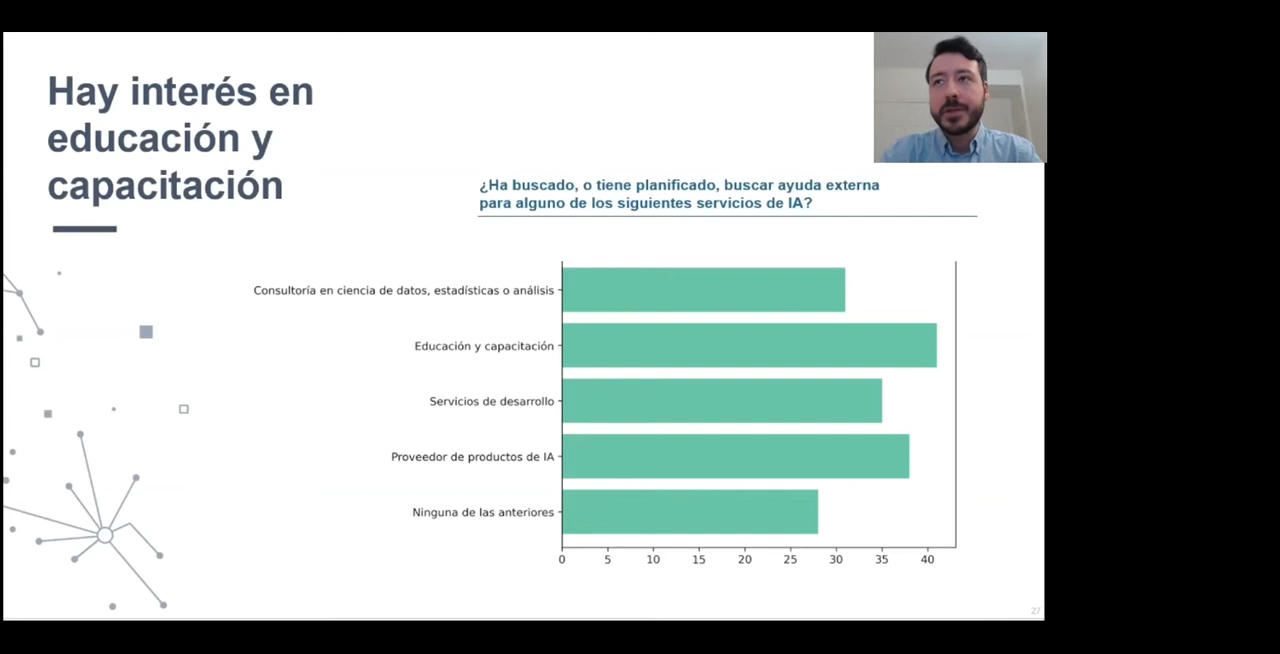 Hay interés en
educación y
capacitación
¿Ha buscado, o tiene planificado, buscar ayuda externa
para alguno de los siguientes servicios de IA?
Consultoría en ciencia de datos, estadísticas o análisis
Educación y capacitación
Servicios de desarrollo
Proveedor de productos de IA
Ninguna de las anteriores
0 5 10 15 20 25 30 35 40
27